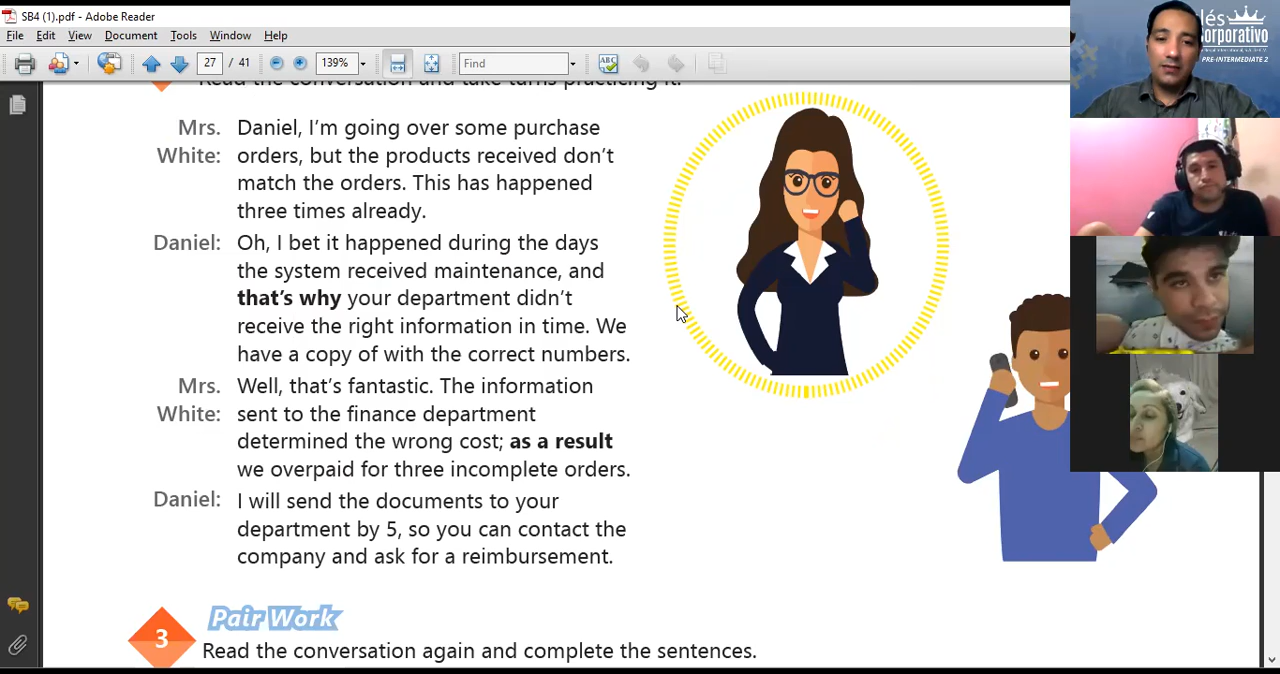 SB4 (1).pdf - Adobe Reader
File Edit View Document Tools Window Help
27 / 41 139% Find
Read the conversation and take turns practicing it.
Mrs. White: Daniel, I'm going over some purchase
orders, but the products received don't
match the orders. This has happened
three times already.
Daniel: Oh, I bet it happened during the days
the system received maintenance, and
that's why your department didn't
receive the right information in time. We
have a copy of with the correct numbers.
Mrs. White: Well, that's fantastic. The information
sent to the finance department
determined the wrong cost; as a result
we overpaid for three incomplete orders.
Daniel: I will send the documents to your
department by 5, so you can contact the
company and ask for a reimbursement.
3 Pair Work
Read the conversation again and complete the sentences.
lés
corporativo
PRE-INTERMEDIATE 2